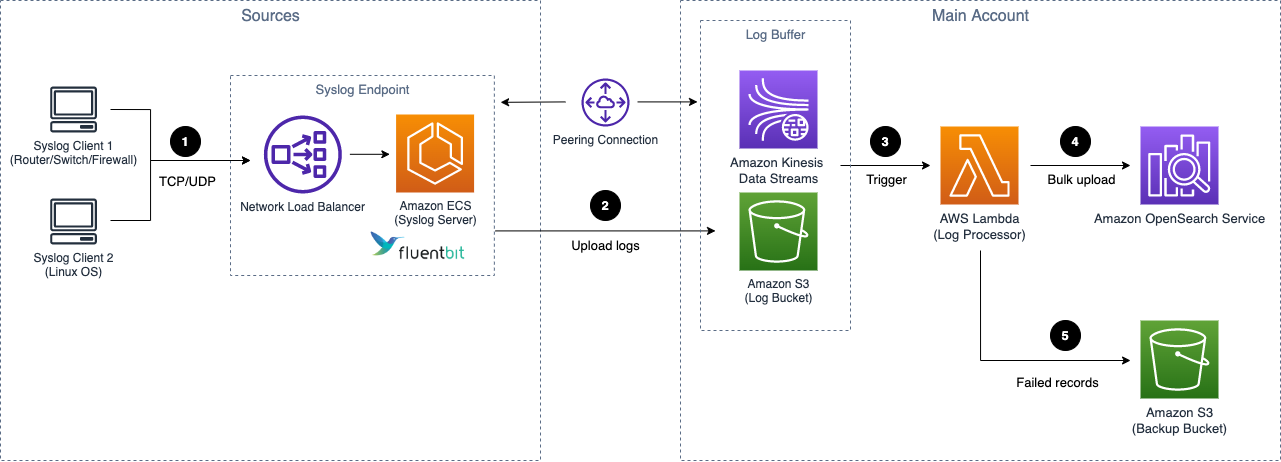 Sources
Main Account
Log Buffer
Syslog Endpoint
Syslog Client 1
(Router/Switch/Firewall)
1
TCP/UDP
Syslog Client 2
(Linux OS)
Network Load Balancer
Amazon ECS
(Syslog Server)
fluentbit
Peering Connection
2
Upload logs
Amazon Kinesis
Data Streams
Amazon S3
(Log Bucket)
3
Trigger
AWS Lambda
(Log Processor)
4
Bulk upload
Amazon OpenSearch Service
5
Failed records
Amazon S3
(Backup Bucket)